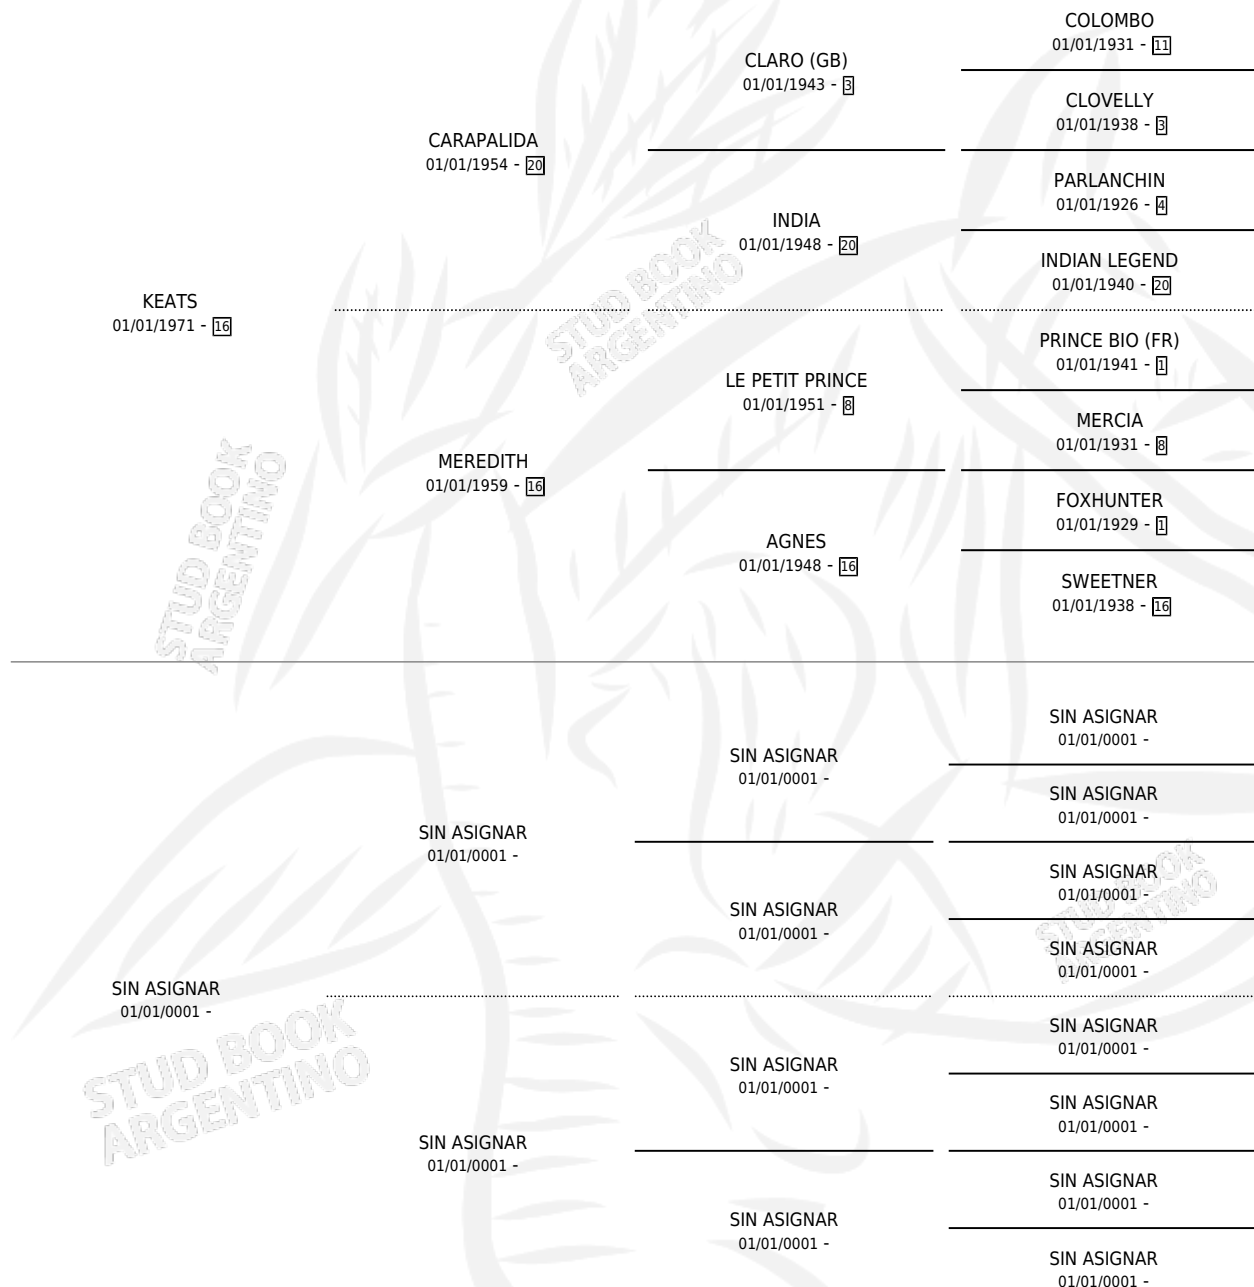 COLOMBO
01/01/1931 - 11
CLARO (GB)
01/01/1943 - 3
CLOVELLY
01/01/1938 - 3
CARAPALIDA
01/01/1954 - 20
PARLANCHIN
01/01/1926 - 4
INDIA
01/01/1948 - 20
INDIAN LEGEND
01/01/1940 - 20
KEATS
01/01/1971 - 16
PRINCE BIO (FR)
01/01/1941 - 1
LE PETIT PRINCE
01/01/1951 - 8
MERCIA
01/01/1931 - 8
MEREDITH
01/01/1959 - 16
FOXHUNTER
01/01/1929 - 1
AGNES
01/01/1948 - 16
SWEETNER
01/01/1938 - 16
STUD BOOK
ARGENTINO
STUD BOOK
ARGENTINO
SIN ASIGNAR
01/01/0001 -
SIN ASIGNAR
01/01/0001 -
SIN ASIGNAR
01/01/0001 -
SIN ASIGNAR
01/01/0001 -
SIN ASIGNAR
01/01/0001 -
SIN ASIGNAR
01/01/0001 -
SIN ASIGNAR
01/01/0001 -
SIN ASIGNAR
01/01/0001 -
SIN ASIGNAR
01/01/0001 -
SIN ASIGNAR
01/01/0001 -
SIN ASIGNAR
01/01/0001 -
SIN ASIGNAR
01/01/0001 -
SIN ASIGNAR
01/01/0001 -
SIN ASIGNAR
01/01/0001 -
SIN ASIGNAR
01/01/0001 -
STUD BOOK
ARGENTINO
STUD BOOK
ARGENTINO